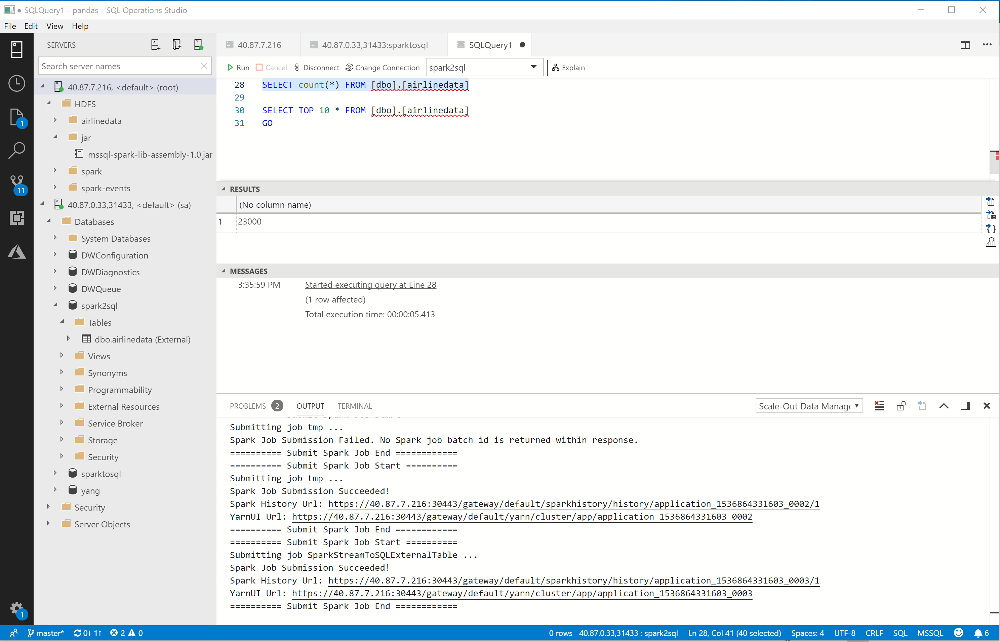 ● SQLQuery1 - pandas - SQL Operations Studio
File Edit View Help
SERVERS
Search server names
40.87.7.216, <default> (root)
HDFS
airlinedata
jar
mssql-spark-lib-assembly-1.0.jar
spark
spark-events
40.87.0.33,31433, <default> (sa)
Databases
System Databases
DWConfiguration
DWDiagnostics
DWQueue
spark2sql
Tables
dbo.airlinedata (External)
Views
Synonyms
Programmability
External Resources
Service Broker
Storage
Security
sparktosql
yang
Security
Server Objects
1
11
1
40.87.7.216 40.87.0.33,31433:sparktosql SQLQuery1 ●
Run Cancel Disconnect Change Connection spark2sql Explain
28 SELECT count(*) FROM [dbo].[airlinedata]
29
30 SELECT TOP 10 * FROM [dbo].[airlinedata]
31 GO
RESULTS
(No column name)
1 23000
MESSAGES
3:35:59 PM Started executing query at Line 28
(1 row affected)
Total execution time: 00:00:05.413
PROBLEMS 2 OUTPUT TERMINAL Scale-Out Data Manage
Submitting job tmp ...
Spark Job Submission Failed. No Spark job batch id is returned within response.
========== Submit Spark Job End ============
========== Submit Spark Job Start ==========
Submitting job tmp ...
Spark Job Submission Succeeded!
Spark History Url: https://40.87.7.216:30443/gateway/default/sparkhistory/history/application_1536864331603_0002/1
YarnUI Url: https://40.87.7.216:30443/gateway/default/yarn/cluster/app/application_1536864331603_0002
========== Submit Spark Job End ============
========== Submit Spark Job Start ==========
Submitting job SparkStreamToSQLExternalTable ...
Spark Job Submission Succeeded!
Spark History Url: https://40.87.7.216:30443/gateway/default/sparkhistory/history/application_1536864331603_0003/1
YarnUI Url: https://40.87.7.216:30443/gateway/default/yarn/cluster/app/application_1536864331603_0003
========== Submit Spark Job End ============
master* 0↓ 1↑ 2 0 0 rows 40.87.0.33,31433 : spark2sql Ln 28, Col 41 (40 selected) Spaces: 4 UTF-8 CRLF SQL MSSQL 6